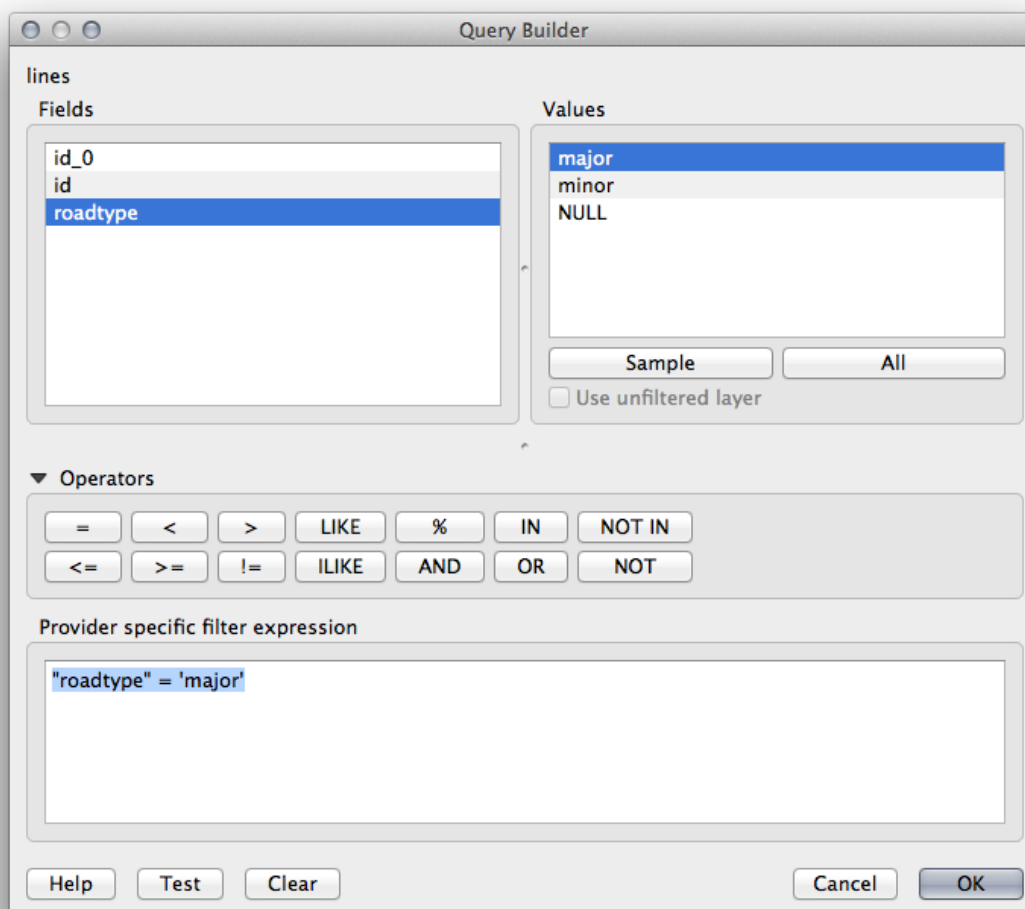 Query Builder
lines
Fields
id_0
id
roadtype
Values
major
minor
NULL
Sample All
Use unfiltered layer
Operators
= < > LIKE % IN NOT IN
<= >= != ILIKE AND OR NOT
Provider specific filter expression
"roadtype" = 'major'
Help Test Clear Cancel OK